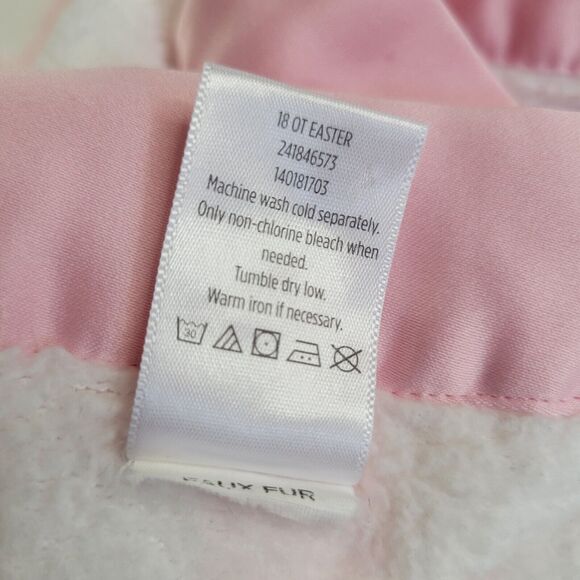 18 OT EASTER
241846573
140181703
Machine wash cold separately.
Only non-chlorine bleach when
needed.
Tumble dry low.
Warm iron if necessary.
30
FAUX FUR